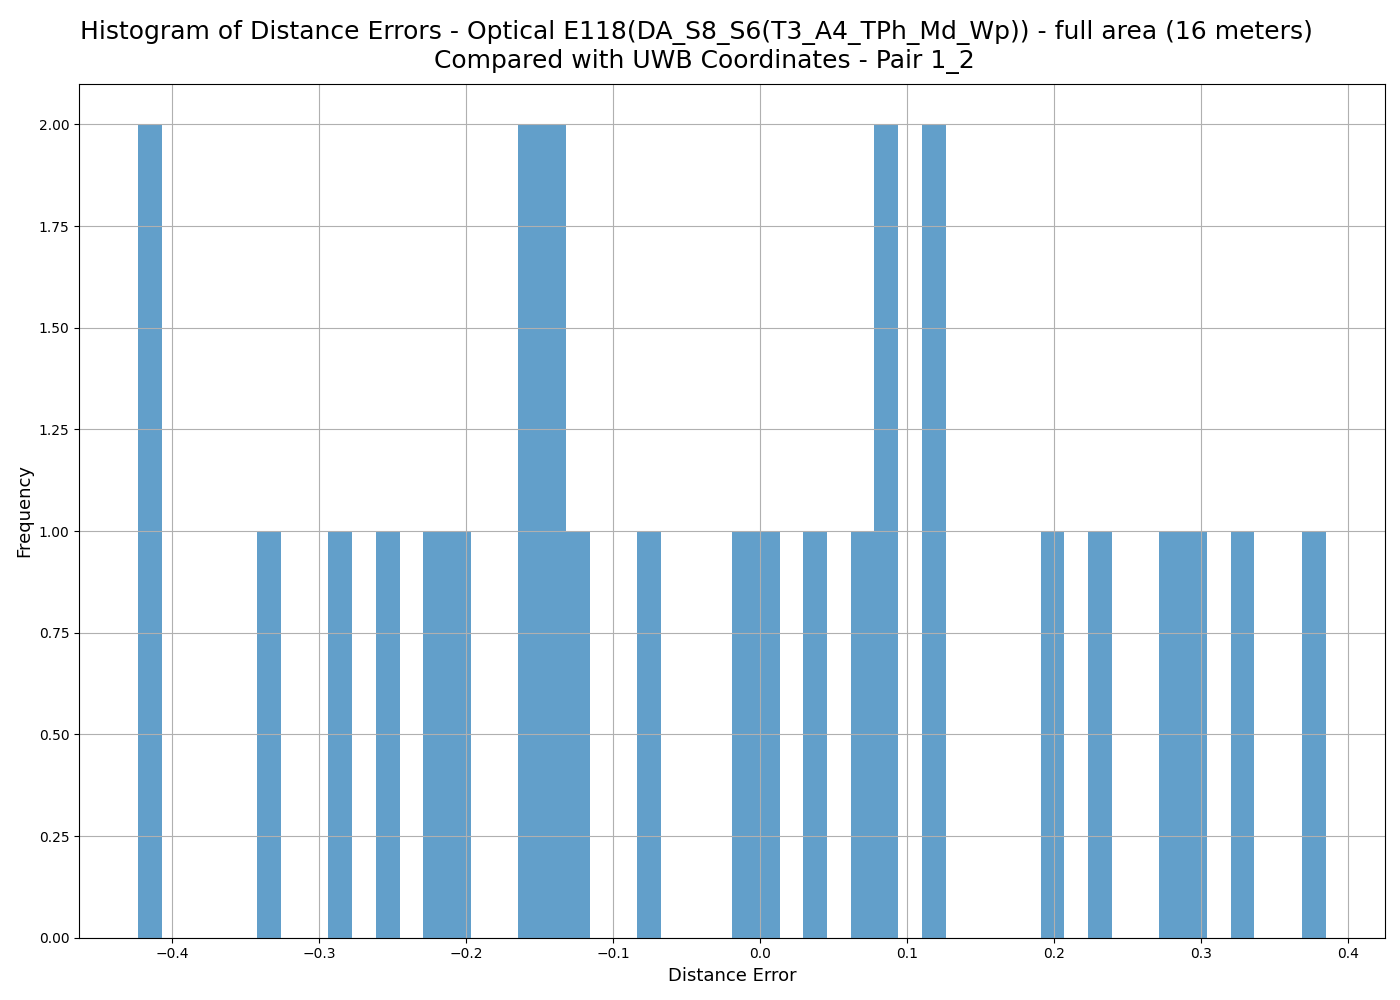 Histogram of Distance Errors - Optical E118(DA_S8_S6(T3_A4_TPh_Md_Wp)) - full area (16 meters)
Compared with UWB Coordinates - Pair 1_2
2.00
1.75
1.50
1.25
1.00
0.75
0.50
0.25
0.00
Frequency
−0.4 −0.3 −0.2 −0.1 0.0 0.1 0.2 0.3 0.4
Distance Error